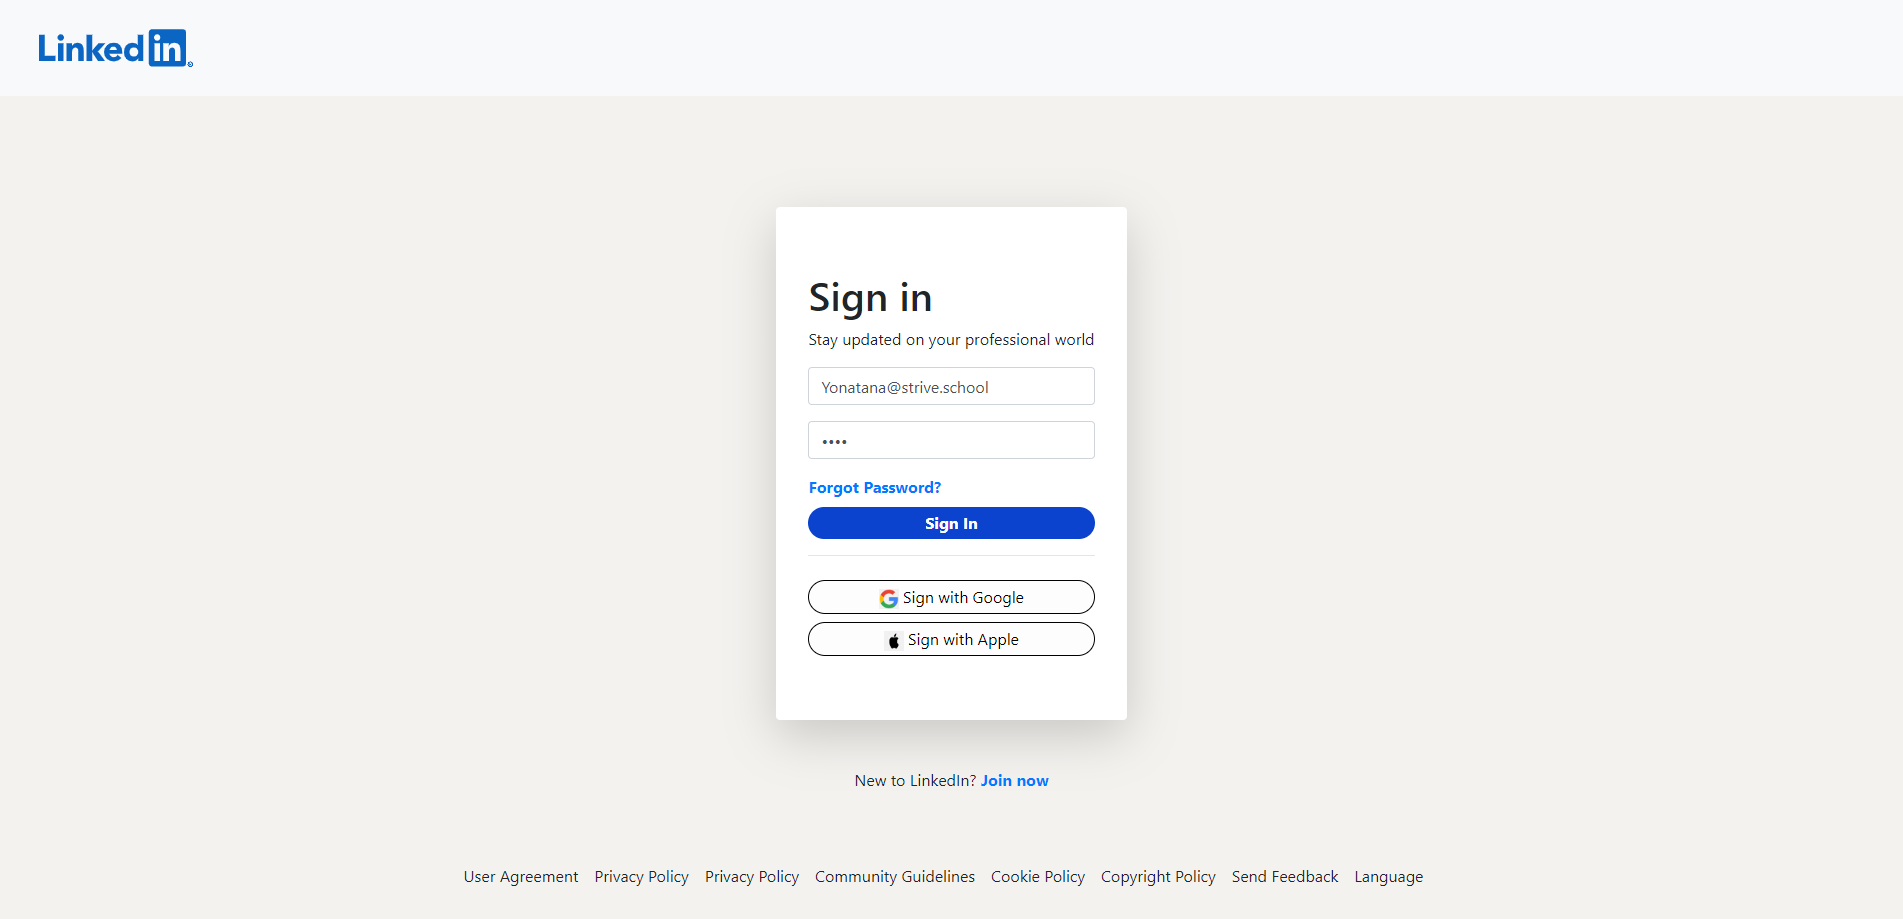 Linkedin
Sign in
Stay updated on your professional world
Yonatana@strive.school
••••
Forgot Password?
Sign In
Sign with Google
Sign with Apple
New to LinkedIn? Join now
User Agreement Privacy Policy Privacy Policy Community Guidelines Cookie Policy Copyright Policy Send Feedback Language